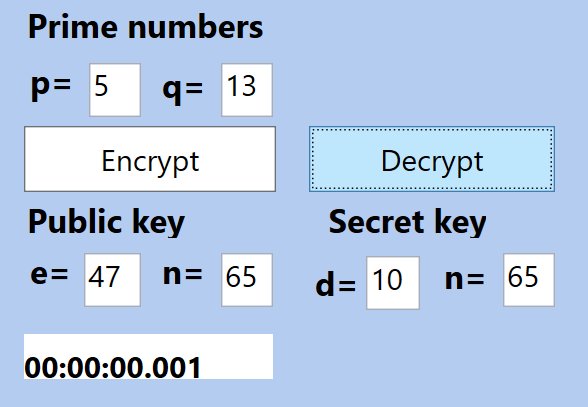 Prime numbers
p= 5 q= 13
Encrypt Decrypt
Public key Secret key
e= 47 n= 65 d= 10 n= 65
00:00:00.001